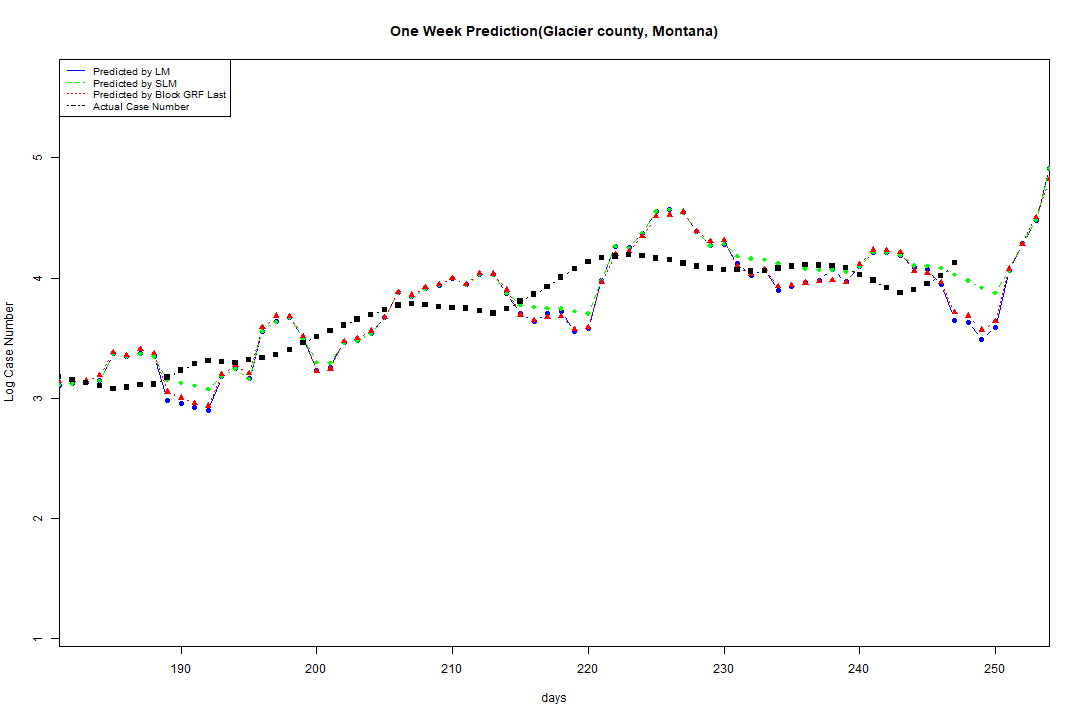 One Week Prediction(Glacier county, Montana)
Predicted by LM
Predicted by SLM
Predicted by Block GRF Last
Actual Case Number
5
4
3
2
1
Log Case Number
190 200 210 220 230 240 250
days